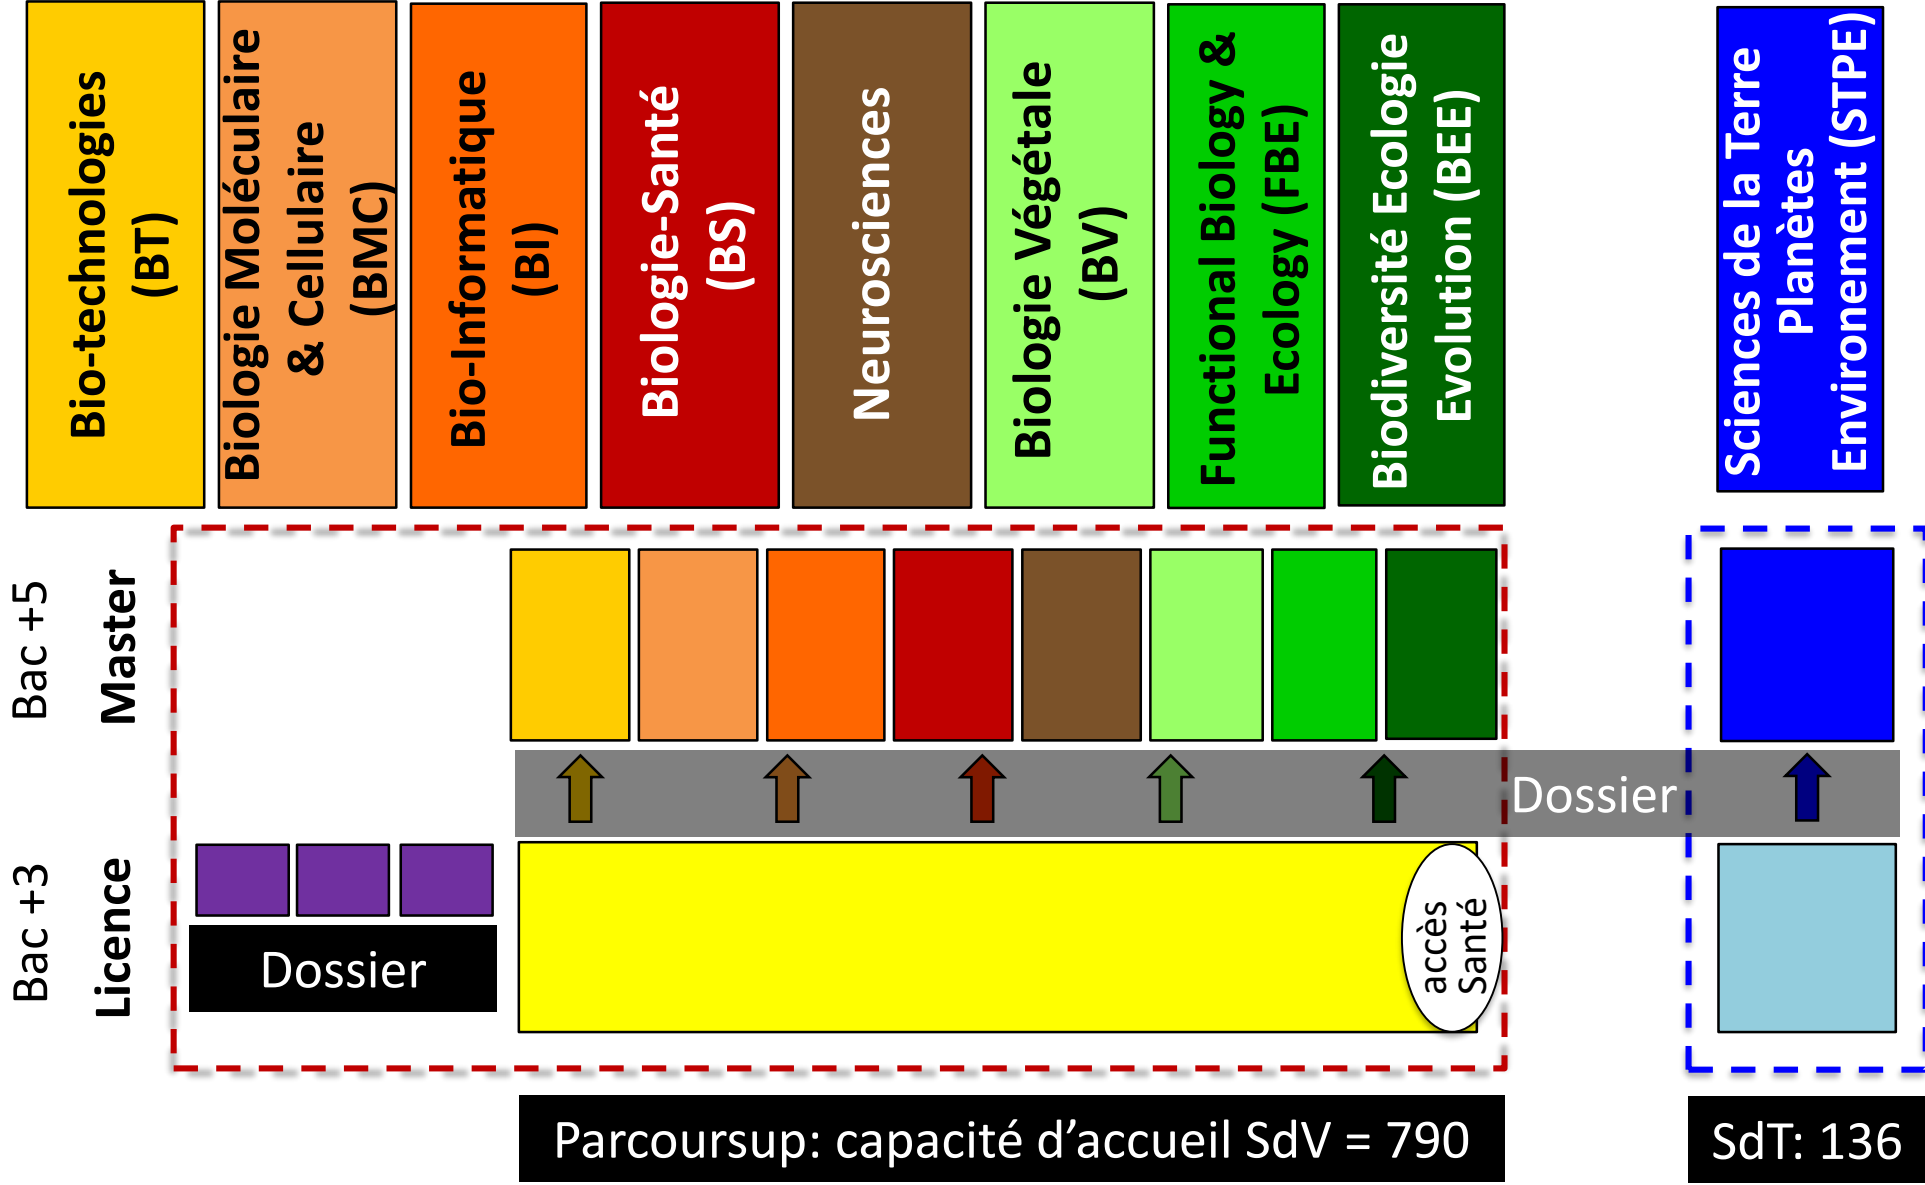 Bio-technologies
(BT)
Biologie Moléculaire
& Cellulaire
(BMC)
Bio-Informatique
(BI)
Biologie-Santé
(BS)
Neurosciences
Biologie Végétale
(BV)
Functional Biology &
Ecology (FBE)
Biodiversité Ecologie
Evolution (BEE)
Sciences de la Terre
Planètes
Environement (STPE)
Bac +5
Master
Dossier
Bac +3
Licence
Dossier
accès
Santé
Parcoursup: capacité d’accueil SdV = 790
SdT: 136